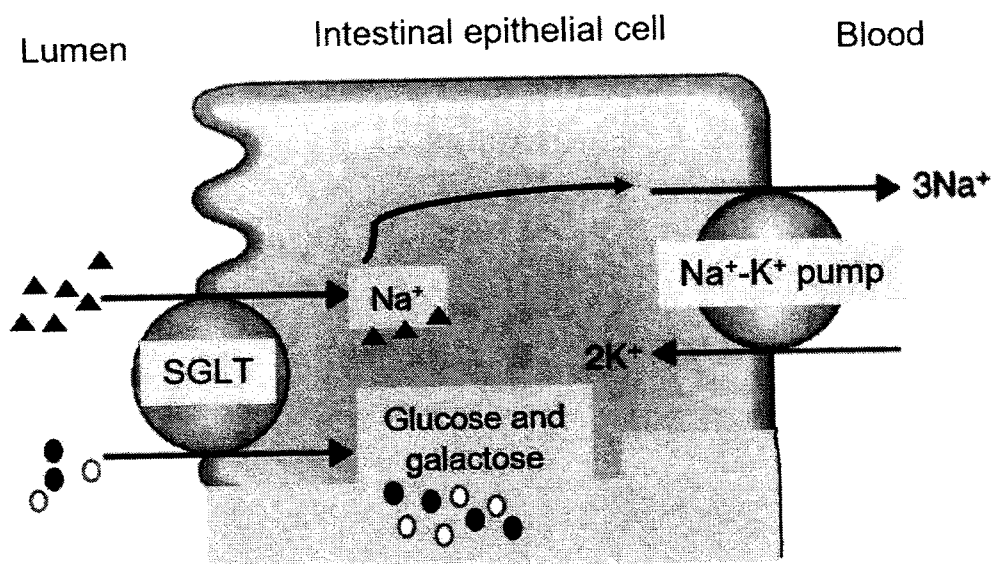 Lumen
Intestinal epithelial cell
Blood
3Na⁺
Na⁺-K⁺ pump
Na⁺
2K⁺
SGLT
Glucose and
galactose